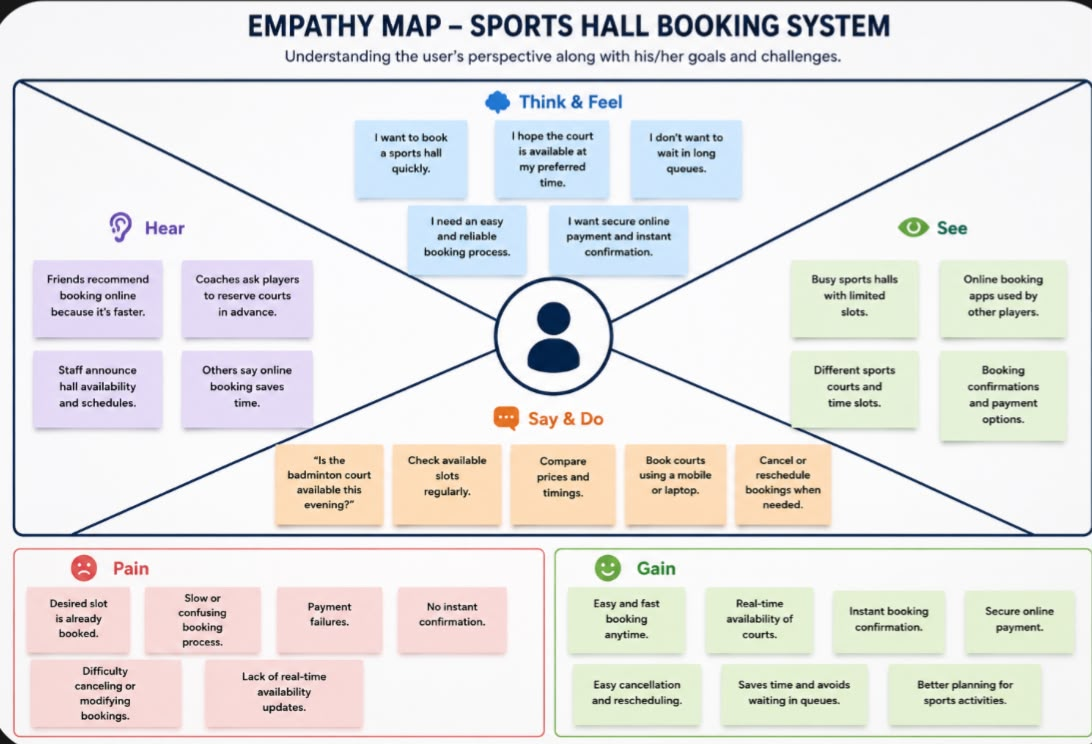 EMPATHY MAP – SPORTS HALL BOOKING SYSTEM
Understanding the user's perspective along with his/her goals and challenges.
Think & Feel
I want to book
a sports hall
quickly.
I hope the court
is available at
my preferred
time.
I don't want to
wait in long
queues.
I need an easy
and reliable
booking process.
I want secure online
payment and instant
confirmation.
Hear
Friends recommend
booking online
because it's faster.
Coaches ask players
to reserve courts
in advance.
Staff announce
hall availability
and schedules.
Others say online
booking saves
time.
See
Busy sports halls
with limited
slots.
Online booking
apps used by
other players.
Different sports
courts and
time slots.
Booking
confirmations
and payment
options.
Say & Do
"Is the
badminton court
available this
evening?"
Check available
slots
regularly.
Compare
prices and
timings.
Book courts
using a mobile
or laptop.
Cancel or
reschedule
bookings when
needed.
Pain
Desired slot
is already
booked.
Slow or
confusing
booking
process.
Payment
failures.
No instant
confirmation.
Difficulty
canceling or
modifying
bookings.
Lack of real-time
availability
updates.
Gain
Easy and fast
booking
anytime.
Real-time
availability of
courts.
Instant booking
confirmation.
Secure online
payment.
Easy cancellation
and rescheduling.
Saves time and avoids
waiting in queues.
Better planning for
sports activities.